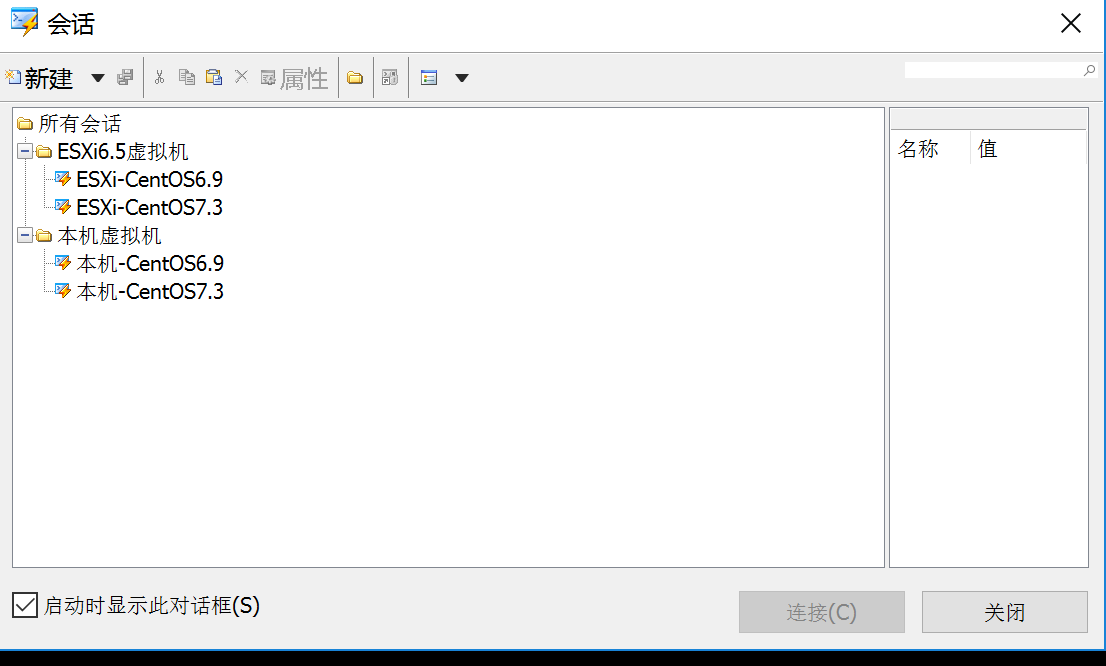 会话
新建
属性
所有会话
ESXi6.5虚拟机
ESXi-CentOS6.9
ESXi-CentOS7.3
本机虚拟机
本机-CentOS6.9
本机-CentOS7.3
名称 值
启动时显示此对话框(S)
连接(C)
关闭